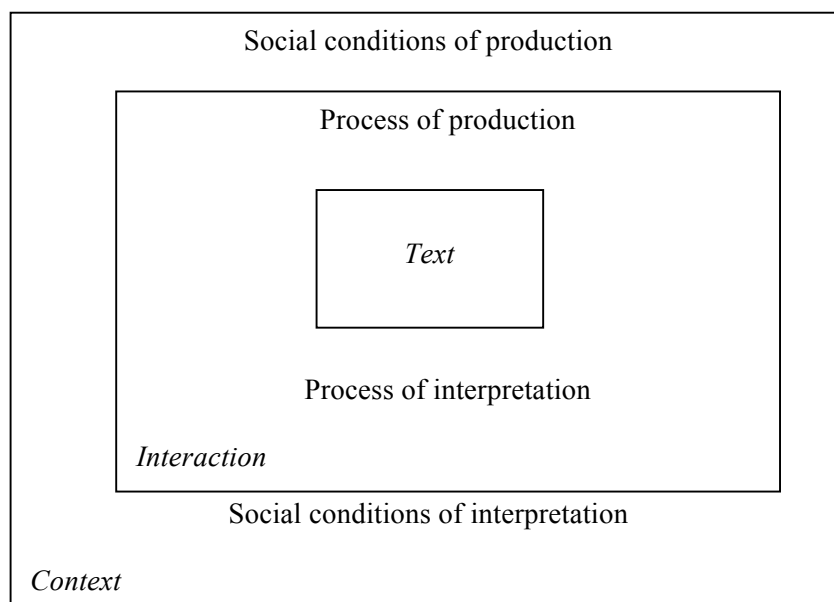 Social conditions of production
Process of production
Text
Process of interpretation
Interaction
Social conditions of interpretation
Context